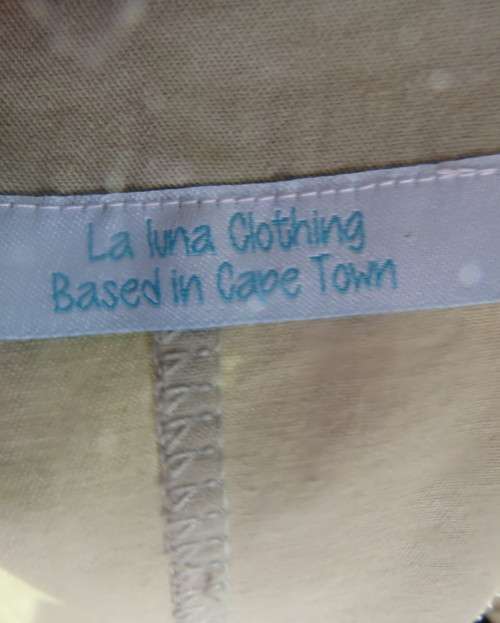 La luna Clothing
Based in Cape Town